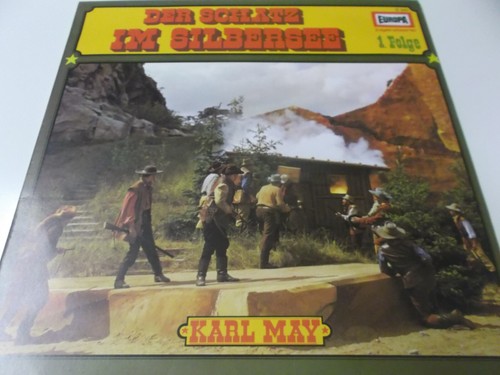 DER SCHATZ
IM SILBERSEE
EUROPA
1. Folge
KARL MAY